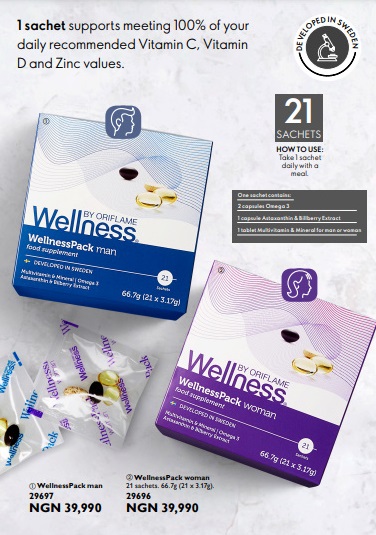 1 sachet supports meeting 100% of your
daily recommended Vitamin C, Vitamin
D and Zinc values.
DEVELOPED IN SWEDEN
21
SACHETS
HOW TO USE:
Take 1 sachet
daily with a
meal.
One sachet contains:
2 capsules Omega 3
1 capsule Astaxanthin & Billberry Extract
1 tablet Multivitamin & Mineral for man or woman
①
Wellness
BY ORIFLAME
WellnessPack man
food supplement
DEVELOPED IN SWEDEN
Multivitamin & Mineral | Omega 3
Astaxanthin & Bilberry Extract
21
Sachets
66.7g (21 x 3.17g)
②
Wellness
BY ORIFLAME
WellnessPack woman
food supplement
DEVELOPED IN SWEDEN
Multivitamin & Mineral | Omega 3
Astaxanthin & Bilberry Extract
21
Sachets
66.7g (21 x 3.17g)
① WellnessPack man
29697
NGN 39,990
② WellnessPack woman
21 sachets. 66.7g (21 x 3.17g).
29696
NGN 39,990